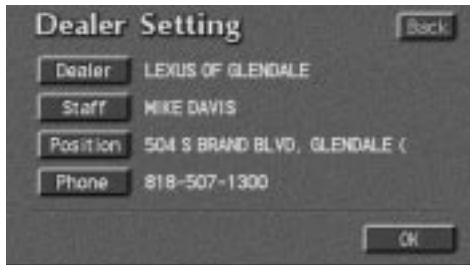 Dealer Setting
Back
Dealer LEXUS OF GLENDALE
Staff MIKE DAVIS
Position 504 S BRAND BLVD, GLENDALE (
Phone 818-507-1300
OK